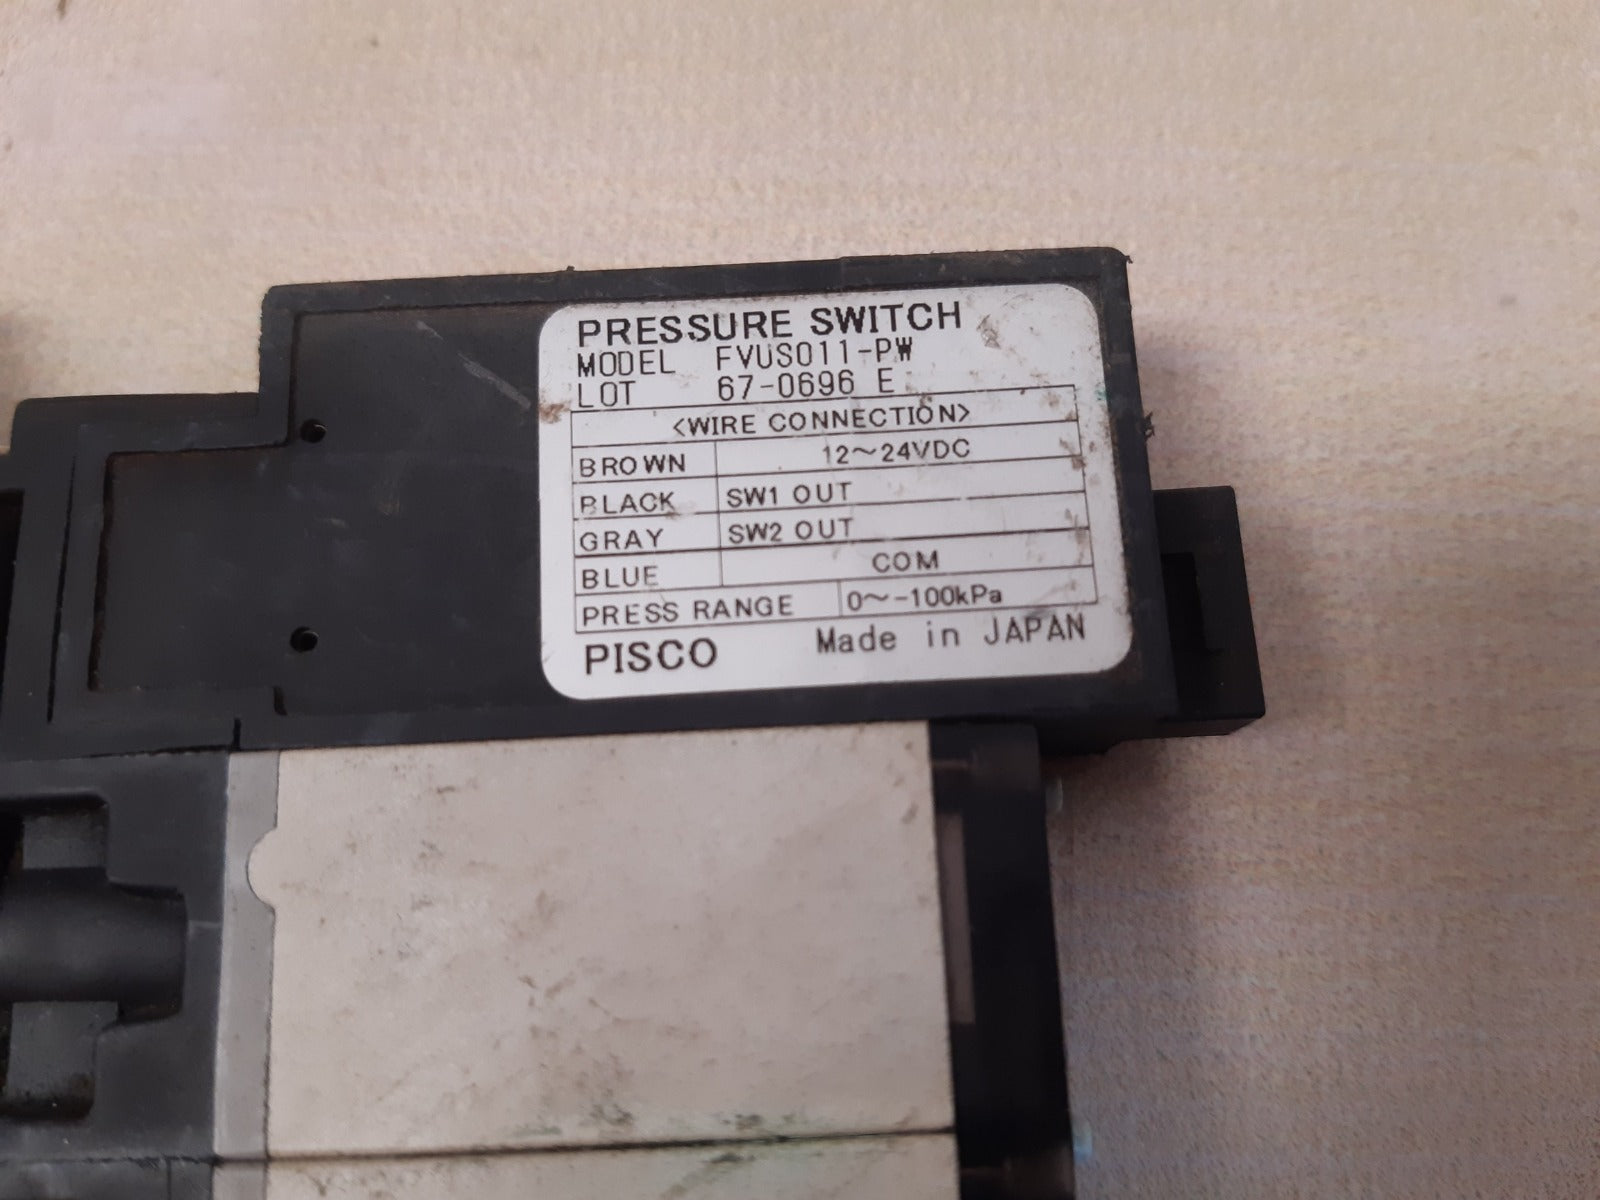 PRESSURE SWITCH
MODEL FVUS011-PW
LOT 67-0696 E
<WIRE CONNECTION>
BROWN 12～24VDC
BLACK SW1 OUT
GRAY SW2 OUT
BLUE COM
PRESS RANGE 0～-100kPa
PISCO Made in JAPAN